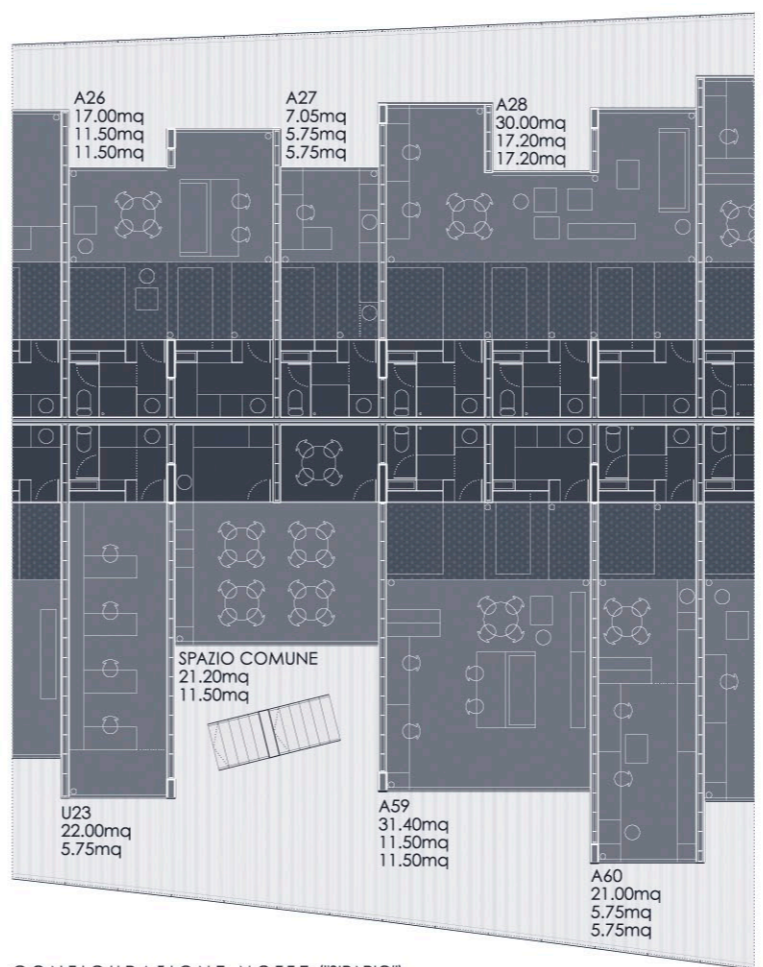 A26
17.00mq
11.50mq
11.50mq
A27
7.05mq
5.75mq
5.75mq
A28
30.00mq
17.20mq
17.20mq
SPAZIO COMUNE
21.20mq
11.50mq
U23
22.00mq
5.75mq
A59
31.40mq
11.50mq
11.50mq
A60
21.00mq
5.75mq
5.75mq